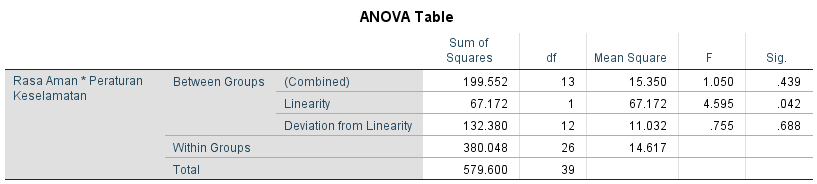 ANOVA Table
Sum of Squares df Mean Square F Sig.
Rasa Aman * Peraturan Keselamatan Between Groups (Combined) 199.552 13 15.350 1.050 .439
Linearity 67.172 1 67.172 4.595 .042
Deviation from Linearity 132.380 12 11.032 .755 .688
Within Groups 380.048 26 14.617
Total 579.600 39